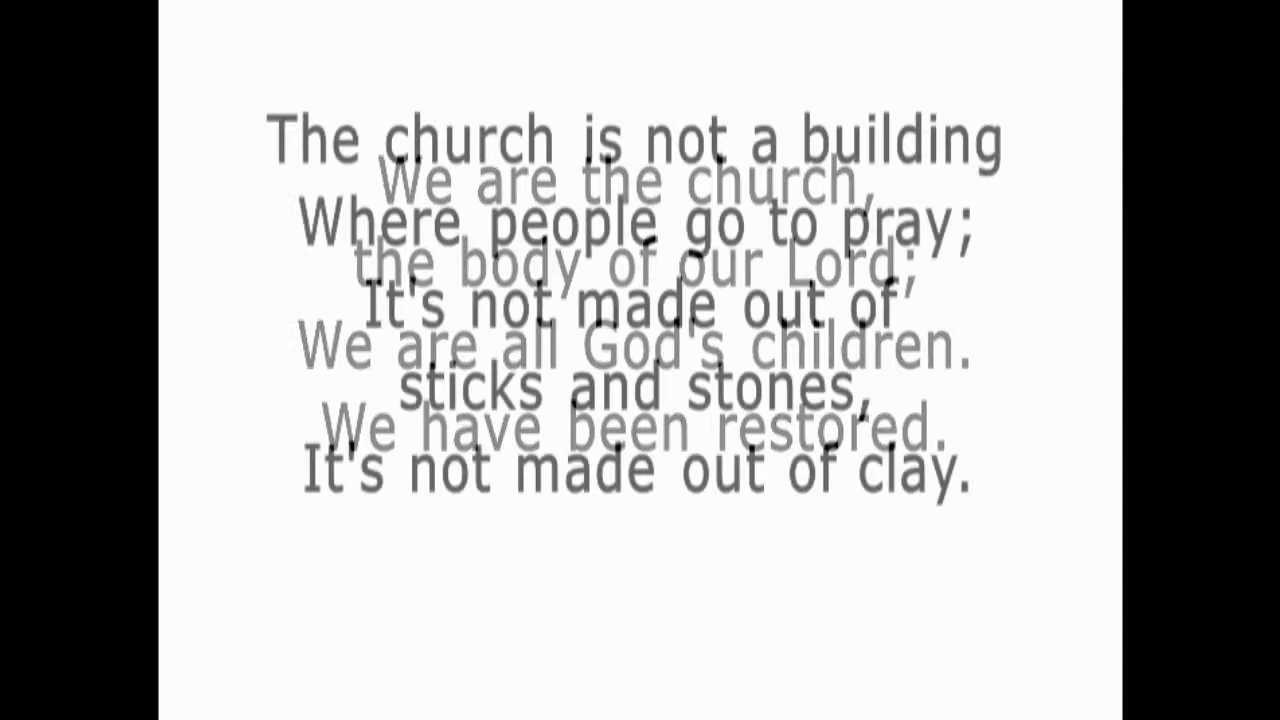 The church is not a building
We are the church,
Where people go to pray;
the body of our Lord;
It's not made out of
We are all God's children.
sticks and stones,
We have been restored.
It's not made out of clay.